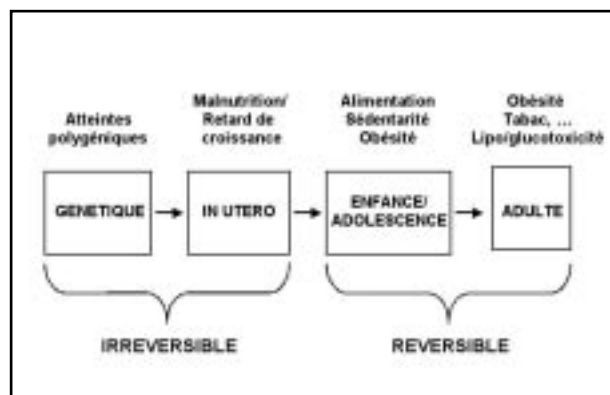 Atteintes
polygéniques
Malnutrition/
Retard de
croissance
Alimentation
Sédentarité
Obésité
Obésité
Tabac, ...
Lipo/glucotoxicité
GENETIQUE
IN UTERO
ENFANCE/
ADOLESCENCE
ADULTE
IRREVERSIBLE
REVERSIBLE